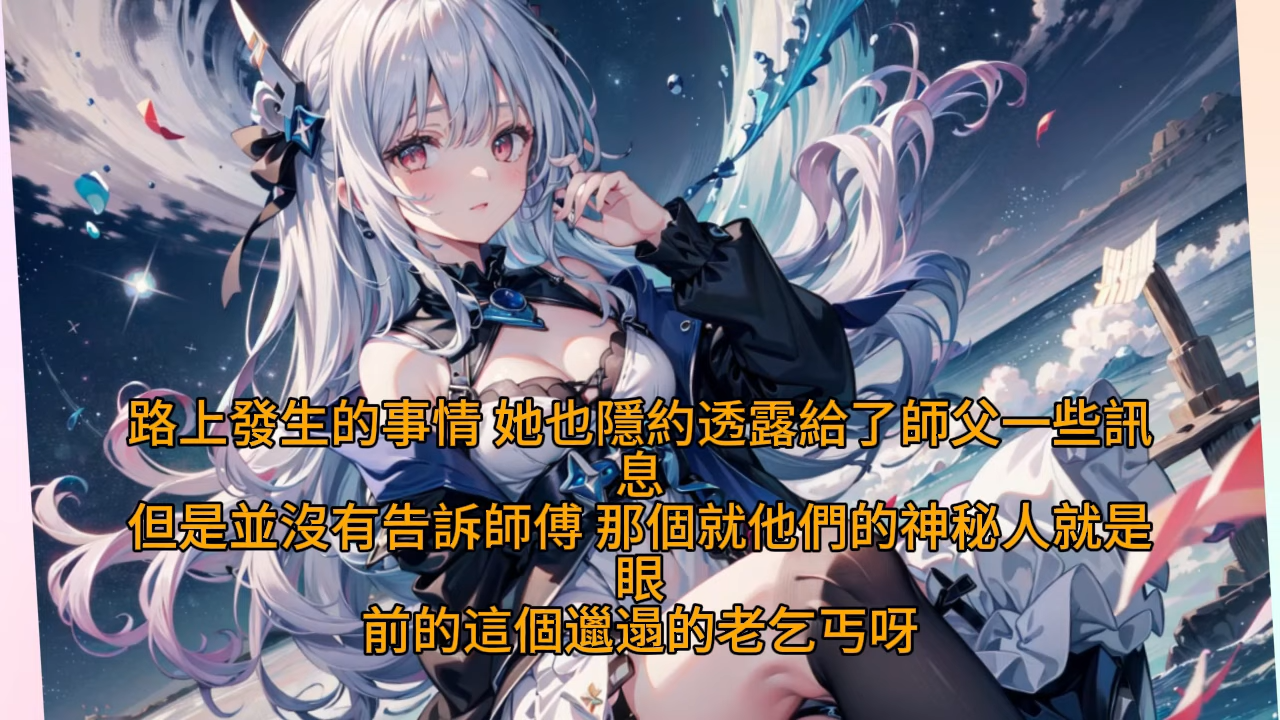 路上發生的事情 她也隱約透露給了師父一些訊
息
但是並沒有告訴師傅 那個就他們的神秘人就是
眼
前的這個邋遢的老乞丐呀